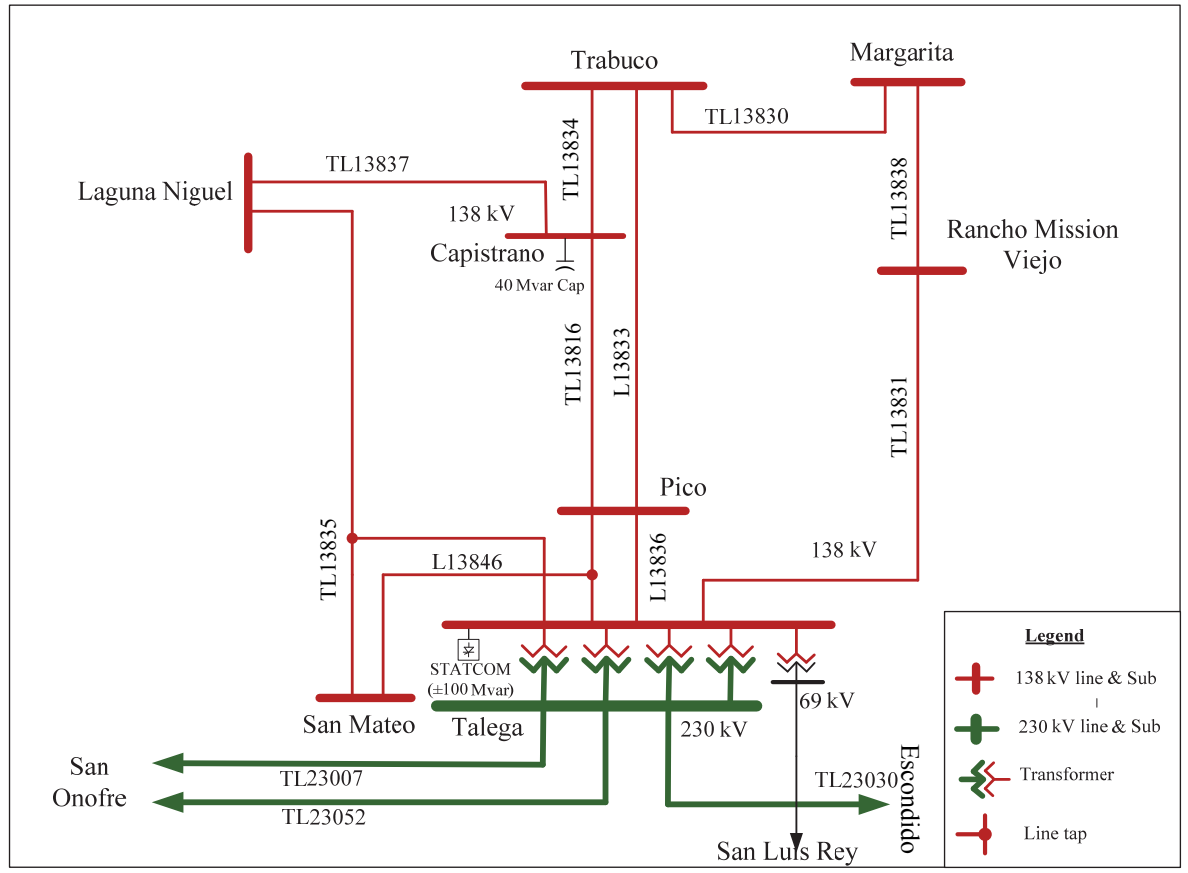 Trabuco
Margarita
TL13830
TL13834
TL13837
Laguna Niguel
TL13838
138 kV
Rancho Mission
Viejo
Capistrano
40 Mvar Cap
TL13816
L13833
TL13831
Pico
TL13835
L13846
L13836
138 kV
STATCOM
(±100 Mvar)
69 kV
San Mateo
Talega
230 kV
San
Onofre
TL23007
TL23052
TL23030
Escondido
San Luis Rey
Legend
138 kV line & Sub
230 kV line & Sub
Transformer
Line tap